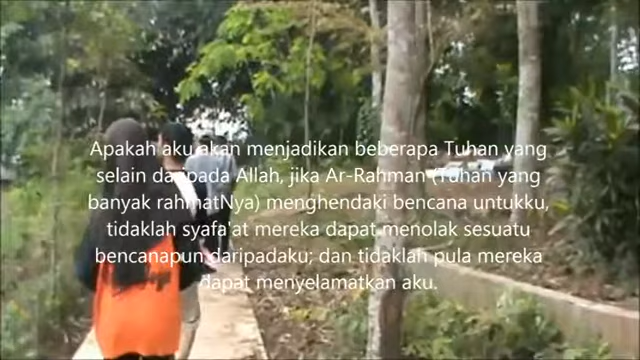 Apakah aku akan menjadikan beberapa Tuhan yang
selain daripada Allah, jika Ar-Rahman (Tuhan yang
banyak rahmatNya) menghendaki bencana untukku,
tidaklah syafa'at mereka dapat menolak sesuatu
bencanapun daripadaku; dan tidaklah pula mereka
dapat menyelamatkan aku.